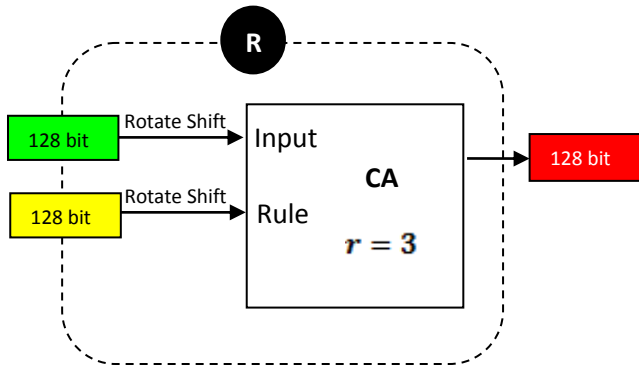 R
128 bit
Rotate Shift
Input
128 bit
Rotate Shift
Rule
CA
r = 3
128 bit